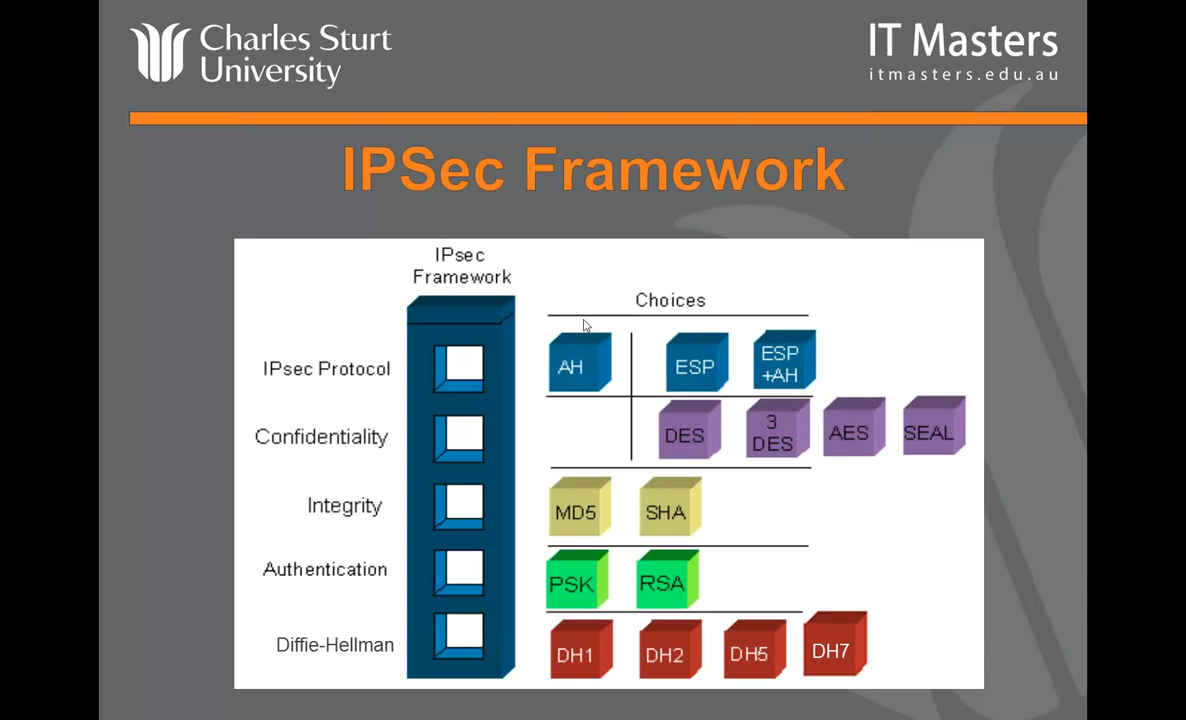 Charles Sturt
University
IT Masters
itmasters.edu.au
IPSec Framework
IPsec
Framework
Choices
IPsec Protocol
AH
ESP
ESP
+AH
Confidentiality
DES
3
DES
AES
SEAL
Integrity
MD5
SHA
Authentication
PSK
RSA
Diffie-Hellman
DH1
DH2
DH5
DH7